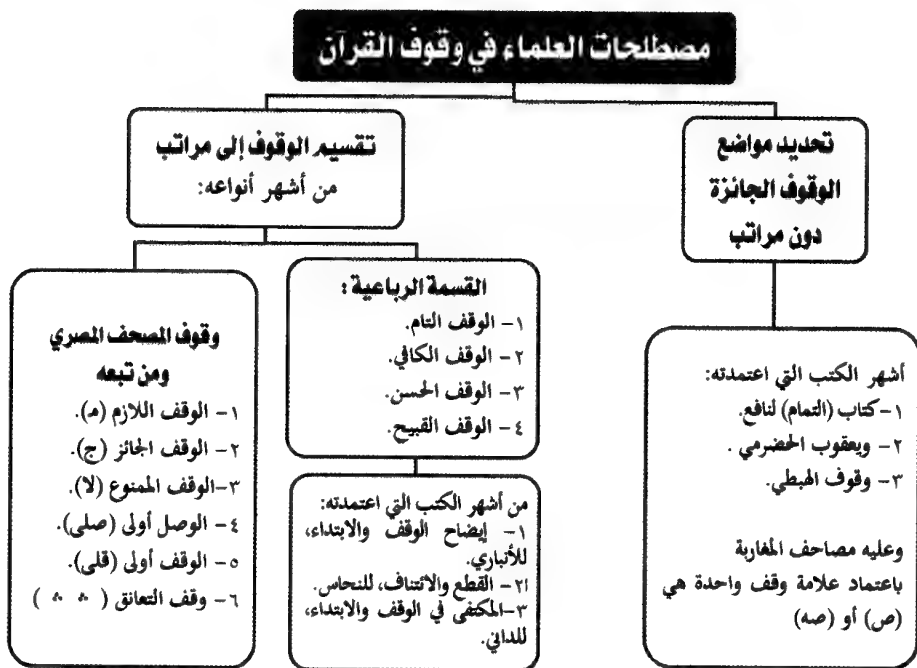 مصطلحات العلماء في وقوف القرآن
تحديد مواضع
الوقوف الجائزة
دون مراتب
أشهر الكتب التي اعتمدته:
١-كتاب (التمام) لنافع.
٢- ويعقوب الحضرمي .
٣- وقوف الهبطي.
وعليه مصاحف المغاربة
باعتماد علامة وقف واحدة هي
(ص) أو (صه)
تقسيم الوقوف إلى مراتب
من أشهر أنواعه:
القسمة الرباعية :
١- الوقف التام.
٢- الوقف الكافي.
٣- الوقف الحسن.
٤- الوقف القبيح.
من أشهر الكتب التي اعتمدته:
١- إيضاح الوقف والابتداء،
للأنباري.
٢١- القطع والائتناف، للنحاس.
٣-المكتفى في الوقف والابتداء،
للداني.
وقوف المصحف المصري
ومن تبعه
١- الوقف اللازم (مـ).
٢- الوقف الجائز (ج).
٣-الوقف الممنوع (لا).
٤- الوصل أولى (صلى).
٥- الوقف أولى (قلى).
٦- وقف التعانق ( ؞ ؞ )